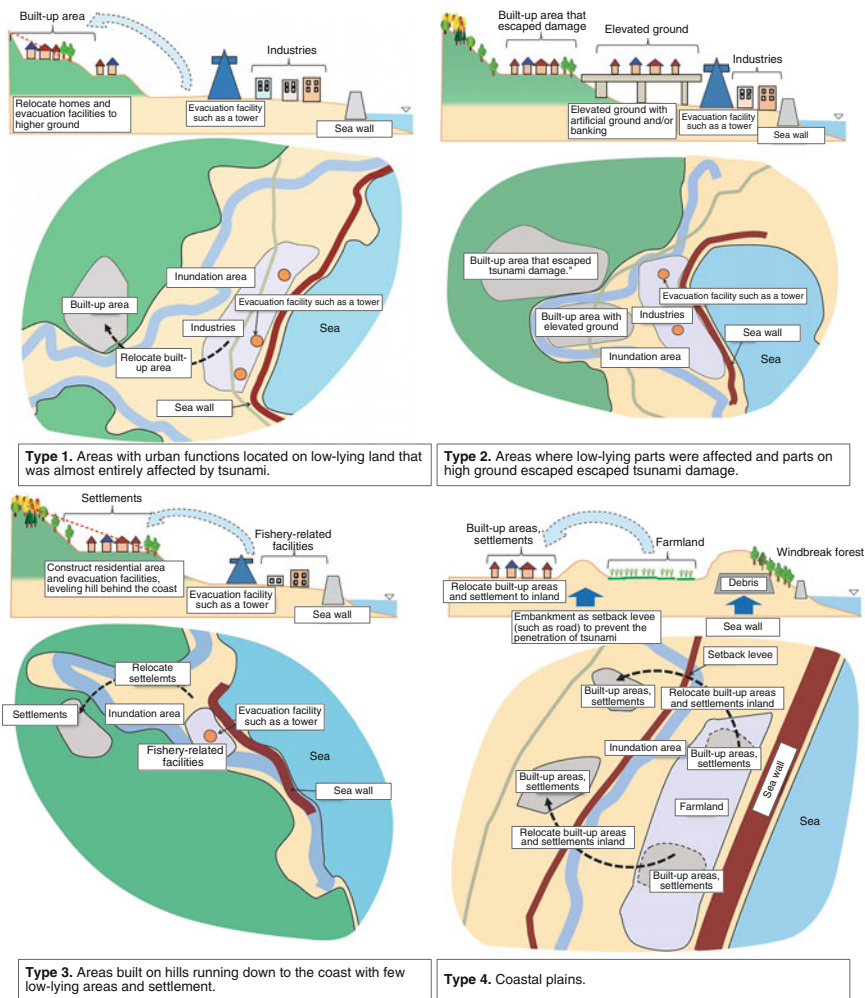 Built-up area
Industries
Relocate homes and
evacuation facilities to
higher ground
Evacuation facility
such as a tower
Sea wall
Inundation area
Built-up area
Evacuation facility such as a tower
Industries
Sea
Relocate built-
up area
Sea wall
Type 1. Areas with urban functions located on low-lying land that
was almost entirely affected by tsunami.
Built-up area that
escaped damage
Elevated ground
Industries
Elevated ground with
artificial ground and/or
banking
Evacuation facility
such as a tower
Sea wall
Built-up area that escaped
tsunami damage."
Evacuation facility such as a tower
Built-up area with
elevated ground
Industries
Sea wall
Inundation area
Sea
Type 2. Areas where low-lying parts were affected and parts on
high ground escaped escaped tsunami damage.
Settlements
Fishery-related
facilities
Construct residential area
and evacuation facilities,
leveling hill behind the coast
Evacuation facility
such as a tower
Sea wall
Relocate
settelemts
Settlements
Inundation area
Evacuation facility
such as a tower
Fishery-related
facilities
Sea
Sea wall
Type 3. Areas built on hills running down to the coast with few
low-lying areas and settlement.
Built-up areas,
settlements
Farmland
Windbreak forest
Debris
Relocate built-up areas
and settlement to inland
Embankment as setback levee
(such as road) to prevent the
penetration of tsunami
Sea wall
Setback levee
Built-up areas,
settlements
Relocate built-up areas
and settlements inland
Inundation area
Built-up areas,
settlements
Built-up areas,
settlements
Sea wall
Farmland
Sea
Relocate built-up areas
and settlements inland
Built-up areas,
settlements
Type 4. Coastal plains.